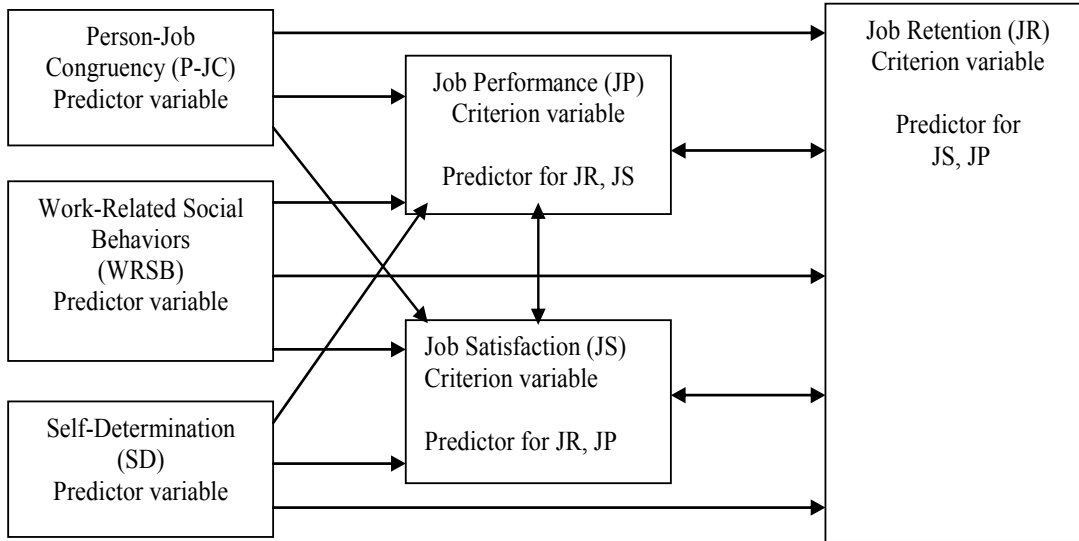 Person-Job
Congruency (P-JC)
Predictor variable
Work-Related Social
Behaviors
(WRSB)
Predictor variable
Self-Determination
(SD)
Predictor variable
Job Performance (JP)
Criterion variable
Predictor for JR, JS
Job Satisfaction (JS)
Criterion variable
Predictor for JR, JP
Job Retention (JR)
Criterion variable
Predictor for
JS, JP